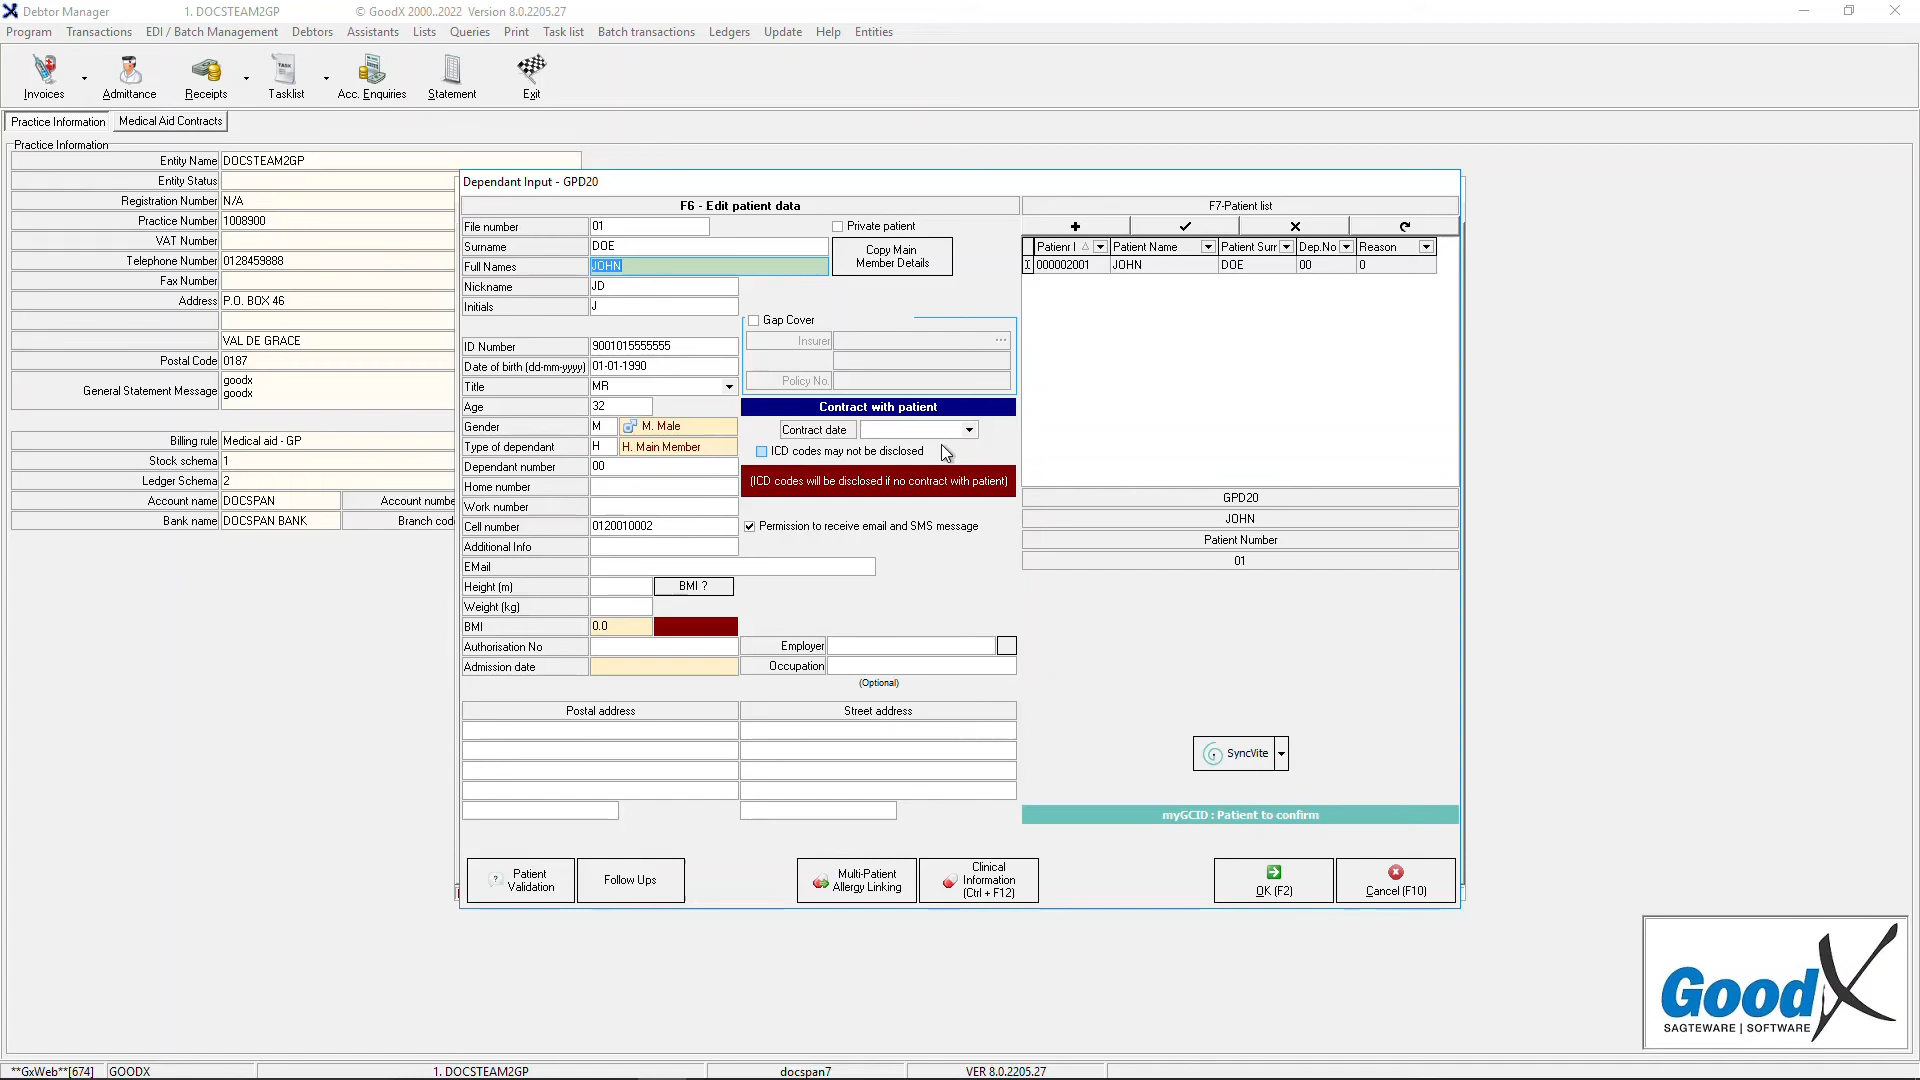 Debtor Manager 1. DOCSTEAM2GP © GoodX 2000..2022 Version 8.0.2205.27
Program Transactions EDI / Batch Management Debtors Assistants Lists Queries Print Task list Batch transactions Ledgers Update Help Entities
Invoices Admittance Receipts Tasklist Acc. Enquiries Statement Exit
Practice Information Medical Aid Contracts
Practice Information
Entity Name DOCSTEAM2GP
Entity Status
Registration Number N/A
Practice Number 1008900
VAT Number
Telephone Number 0128459888
Fax Number
Address P.O. BOX 46
VAL DE GRACE
Postal Code 0187
General Statement Message goodx
goodx
Billing rule Medical aid - GP
Stock schema 1
Ledger Schema 2
Account name DOCSPAN
Bank name DOCSPAN BANK
Dependant Input - GPD20
F6 - Edit patient data
File number 01
Private patient
Surname DOE
Copy Main
Member Details
Full Names JOHN
Nickname JD
Initials J
Gap Cover
Insurer ...
Policy No.
ID Number 9001015555555
Date of birth (dd-mm-yyyy) 01-01-1990
Title MR
Age 32
Gender M M. Male
Type of dependant H H. Main Member
Dependant number 00
Home number
Work number
Cell number 0120010002
Additional Info
EMail
Height (m) BMI ?
Weight (kg)
BMI 0.0
Authorisation No
Admission date
Contract with patient
Contract date
ICD codes may not be disclosed
(ICD codes will be disclosed if no contract with patient)
Permission to receive email and SMS message
Employer
Occupation
(Optional)
Postal address Street address
F7-Patient list
Patient Name Dep.No Reason
000002001 JOHN DOE 00 0
GPD20
JOHN
Patient Number
01
SyncVite
myGCID : Patient to confirm
Patient
Validation
Follow Ups
Multi-Patient
Allergy Linking
Clinical
Information
(Ctrl + F12)
OK (F2)
Cancel (F10)
GoodX
SAGTEWARE | SOFTWARE
**GxWeb**[674] GOODX 1. DOCSTEAM2GP docspan7 VER 8.0.2205.27